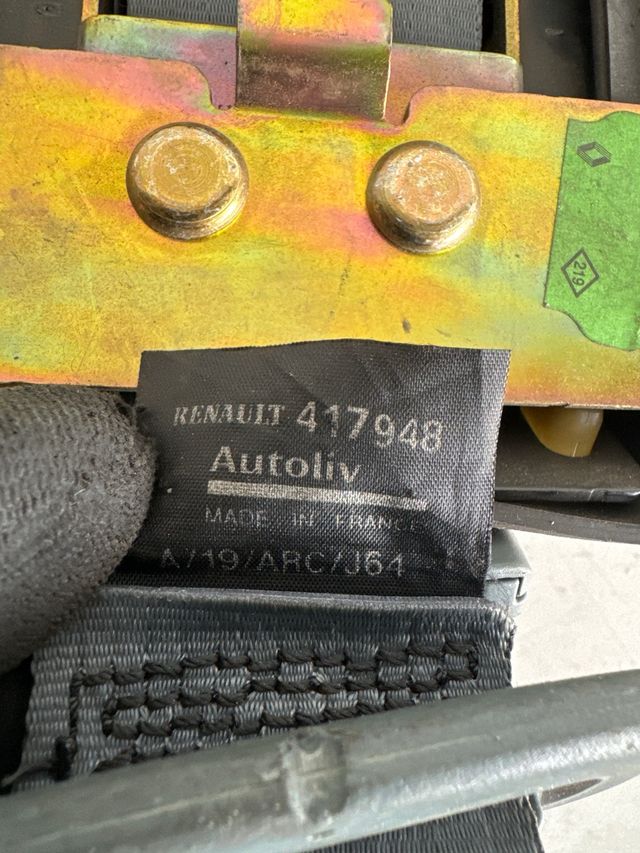 219
RENAULT 417948
Autoliv
MADE IN FRANCE
A/19/ARC/J64